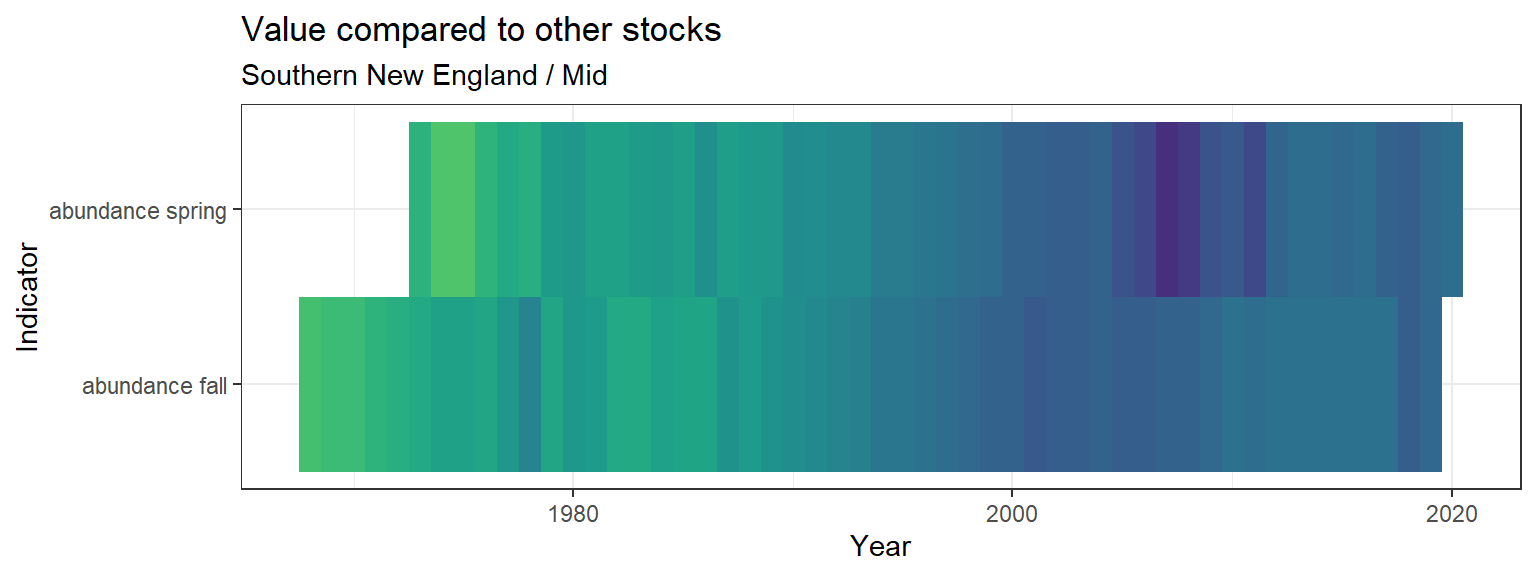 Value compared to other stocks
Southern New England / Mid
Indicator
abundance spring
abundance fall
1980 2000 2020
Year